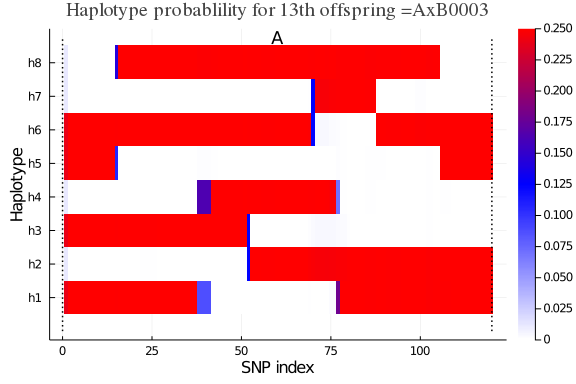 Haplotype probablility for 13th offspring =AxB0003
A
h8
h7
h6
h5
h4
h3
h2
h1
Haplotype
0
25
50
75
100
SNP index
0.250
0.225
0.200
0.175
0.150
0.125
0.100
0.075
0.050
0.025
0